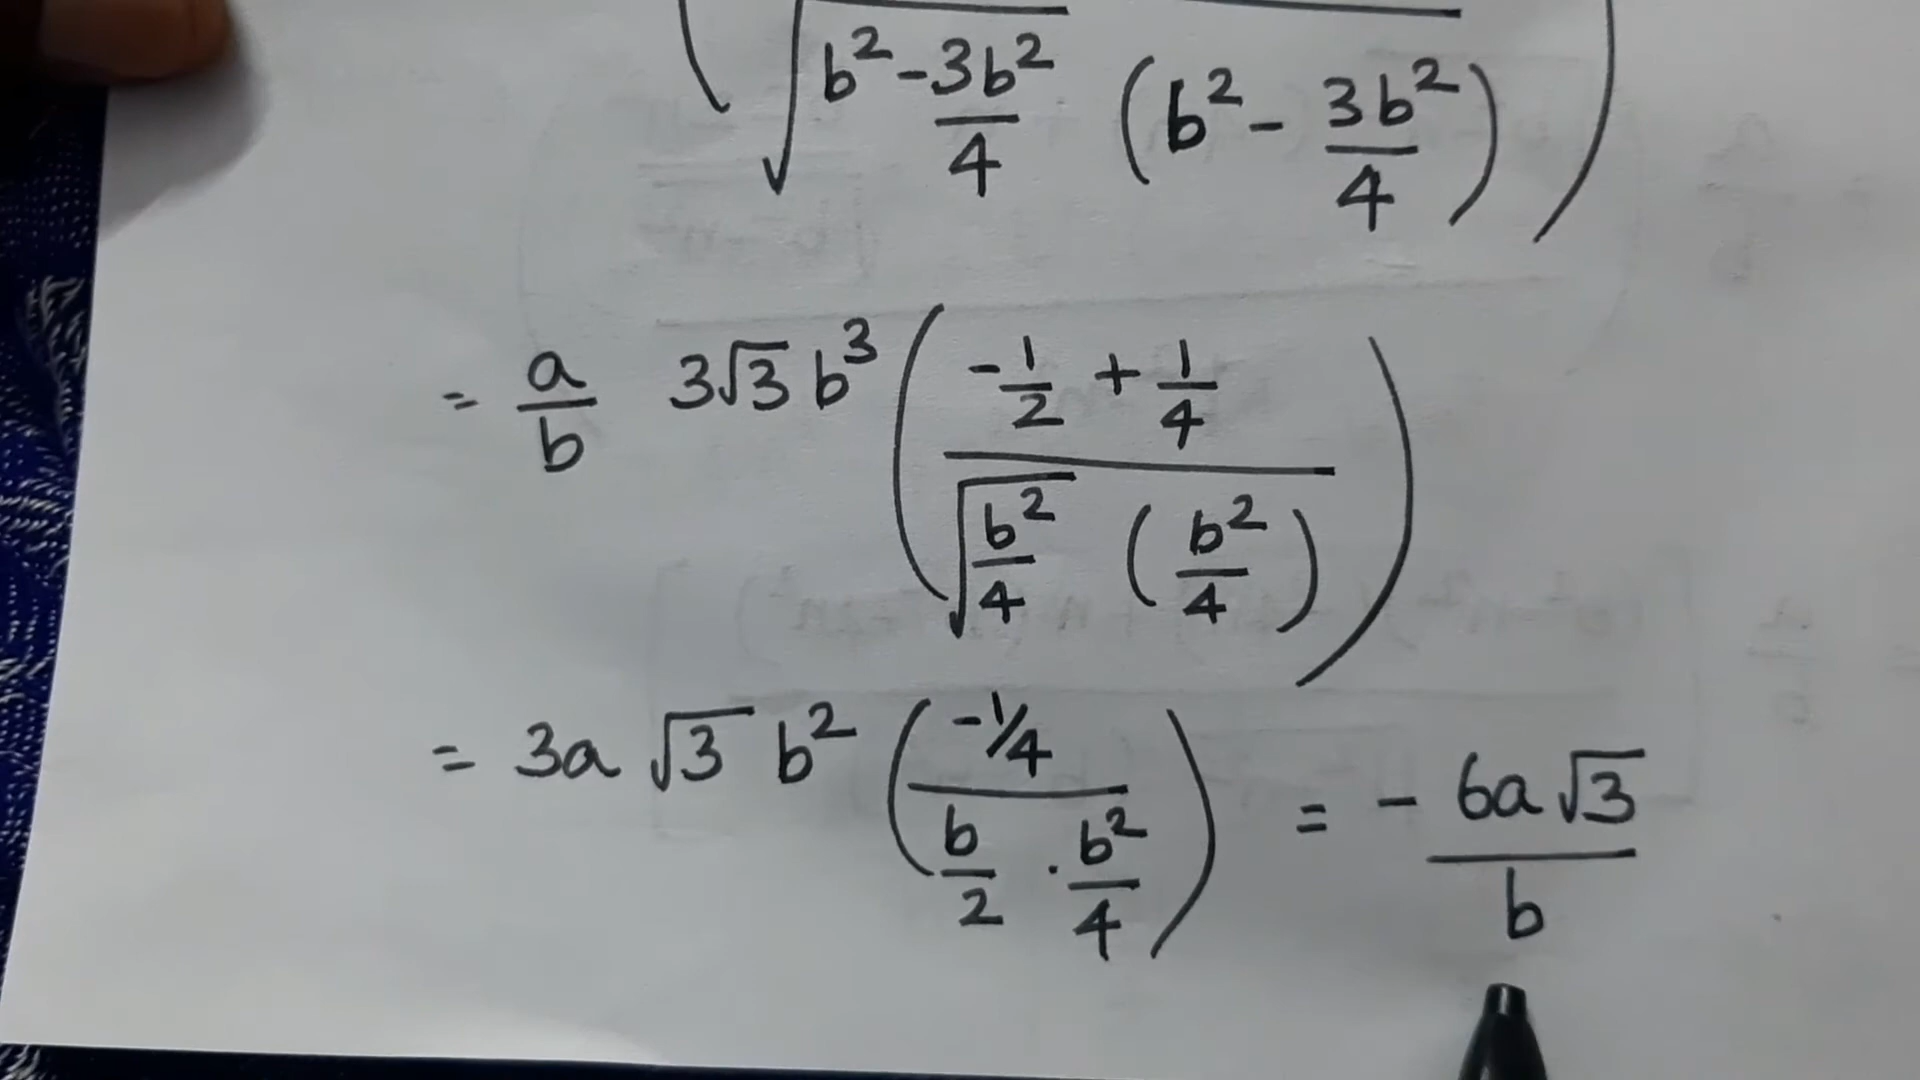 √(b² - 3b²/4) (b² - 3b²/4) )
= a/b 3√3 b³ ( (-1/2 + 1/4) / (√(b²/4) (b²/4)) )
= 3a √3 b² ( (-1/4) / (b/2 · b²/4) ) = - 6a√3 / b